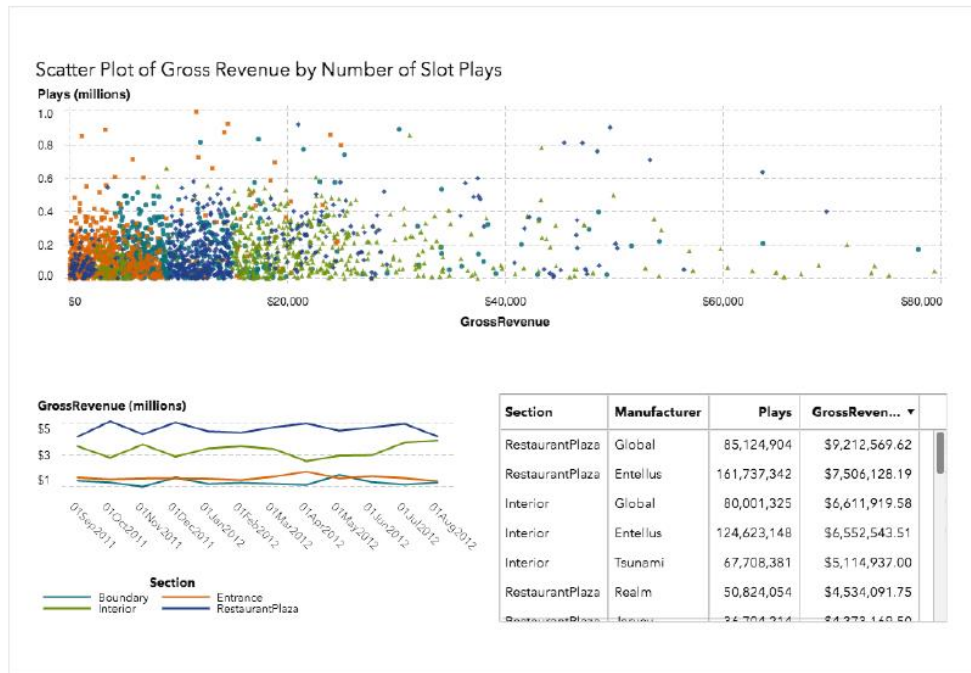 Scatter Plot of Gross Revenue by Number of Slot Plays
Plays (millions)
1.0
0.8
0.6
0.4
0.2
0.0
$0 $20,000 $40,000 $60,000 $80,000
GrossRevenue
GrossRevenue (millions)
$5
$3
$1
01Sep2011 01Oct2011 01Nov2011 01Dec2011 01Jan2012 01Feb2012 01Mar2012 01Apr2012 01May2012 01Jun2012 01Jul2012 01Aug2012
Section
Boundary Entrance
Interior RestaurantPlaza
Section Manufacturer Plays GrossReven... ▼
RestaurantPlaza Global 85,124,904 $9,212,569.62
RestaurantPlaza Entellus 161,737,342 $7,506,128.19
Interior Global 80,001,325 $6,611,919.58
Interior Entellus 124,623,148 $6,552,543.51
Interior Tsunami 67,708,381 $5,114,937.00
RestaurantPlaza Realm 50,824,054 $4,534,091.75
RestaurantPlaza